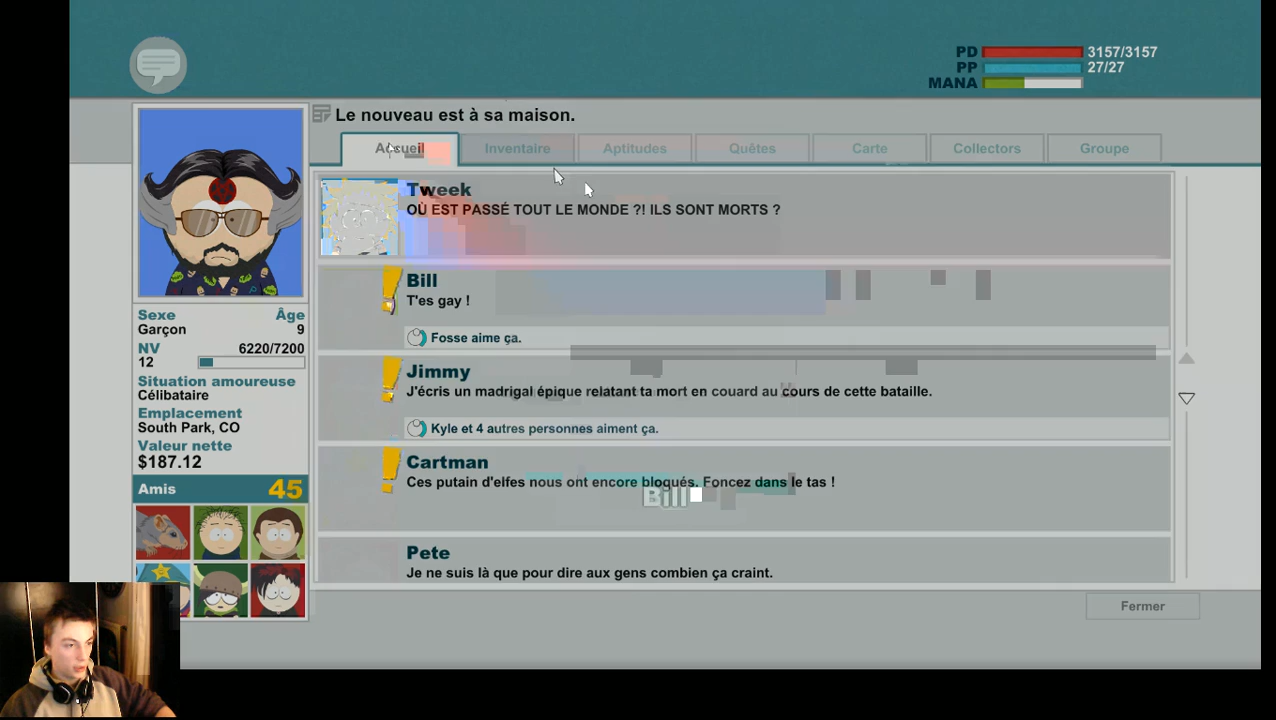 PD 3157/3157
PP 27/27
MANA
Le nouveau est à sa maison.
Accueil Inventaire Aptitudes Quêtes Carte Collectors Groupe
Tweek
OÙ EST PASSÉ TOUT LE MONDE ?! ILS SONT MORTS ?
Bill
T'es gay !
Fosse aime ça.
Jimmy
J'écris un madrigal épique relatant ta mort en couard au cours de cette bataille.
Kyle et 4 autres personnes aiment ça.
Cartman
Ces putain d'elfes nous ont encore bloqués. Foncez dans le tas !
Bill
Pete
Je ne suis là que pour dire aux gens combien ça craint.
Sexe Âge
Garçon 9
NV 6220/7200
12
Situation amoureuse
Célibataire
Emplacement
South Park, CO
Valeur nette
$187.12
Amis 45
Fermer